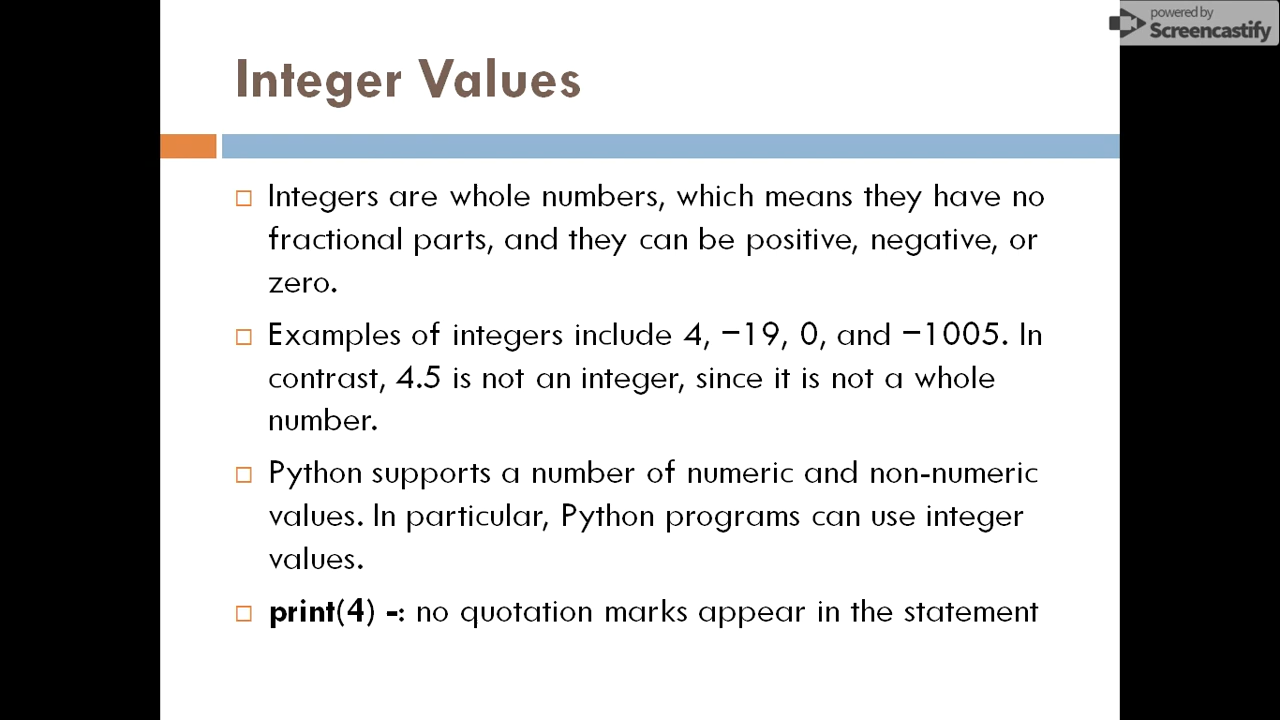 powered by
Screencastify
Integer Values
Integers are whole numbers, which means they have no
fractional parts, and they can be positive, negative, or
zero.
Examples of integers include 4, −19, 0, and −1005. In
contrast, 4.5 is not an integer, since it is not a whole
number.
Python supports a number of numeric and non-numeric
values. In particular, Python programs can use integer
values.
print(4) -: no quotation marks appear in the statement